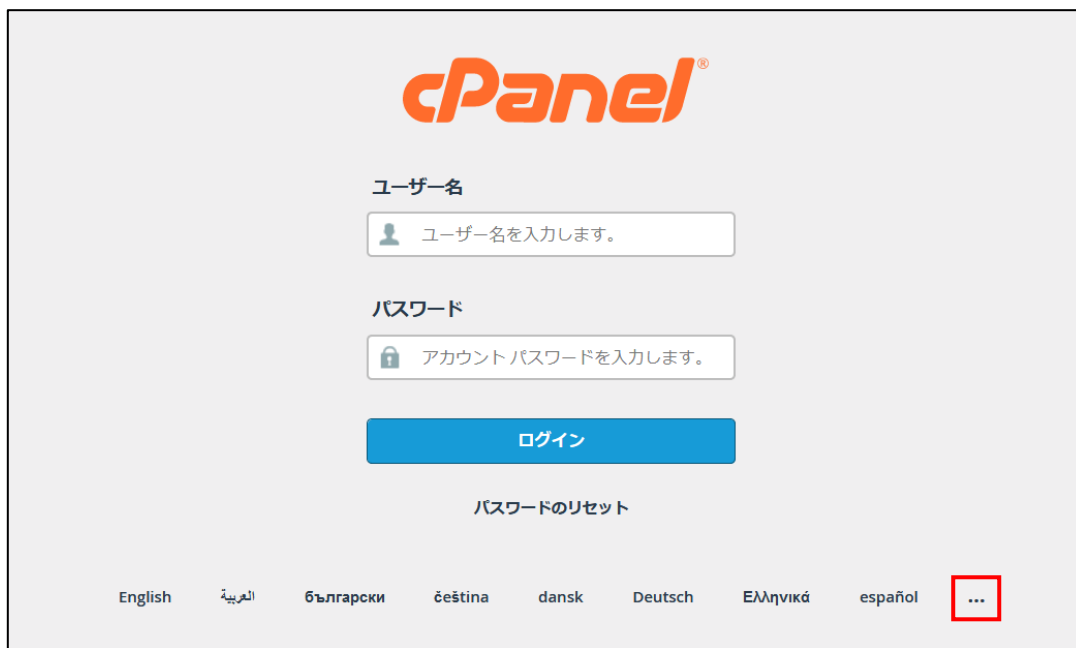 cPanel®
ユーザー名
ユーザー名を入力します。
パスワード
アカウント パスワードを入力します。
ログイン
パスワードのリセット
English العربية български čeština dansk Deutsch Ελληνικά español ...